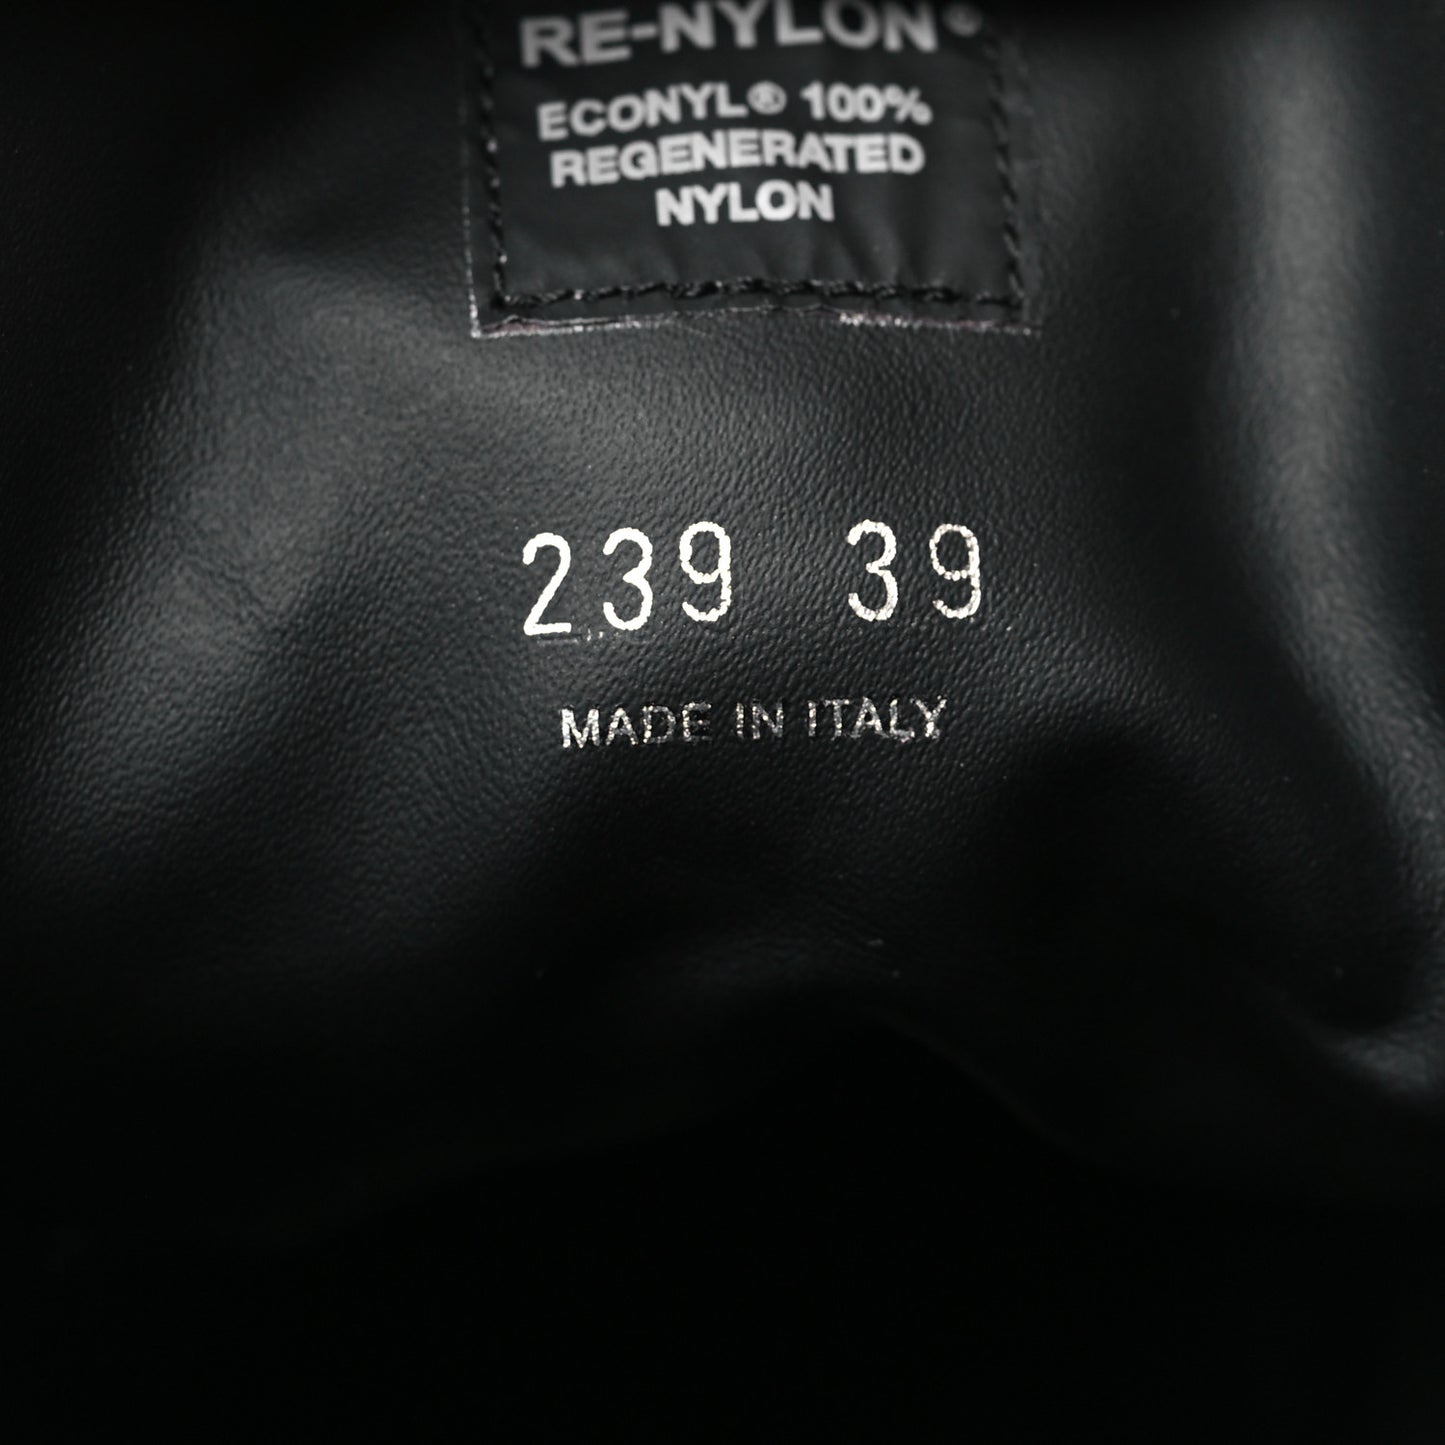 RE-NYLON®
ECONYL® 100%
REGENERATED
NYLON
239 39
MADE IN ITALY